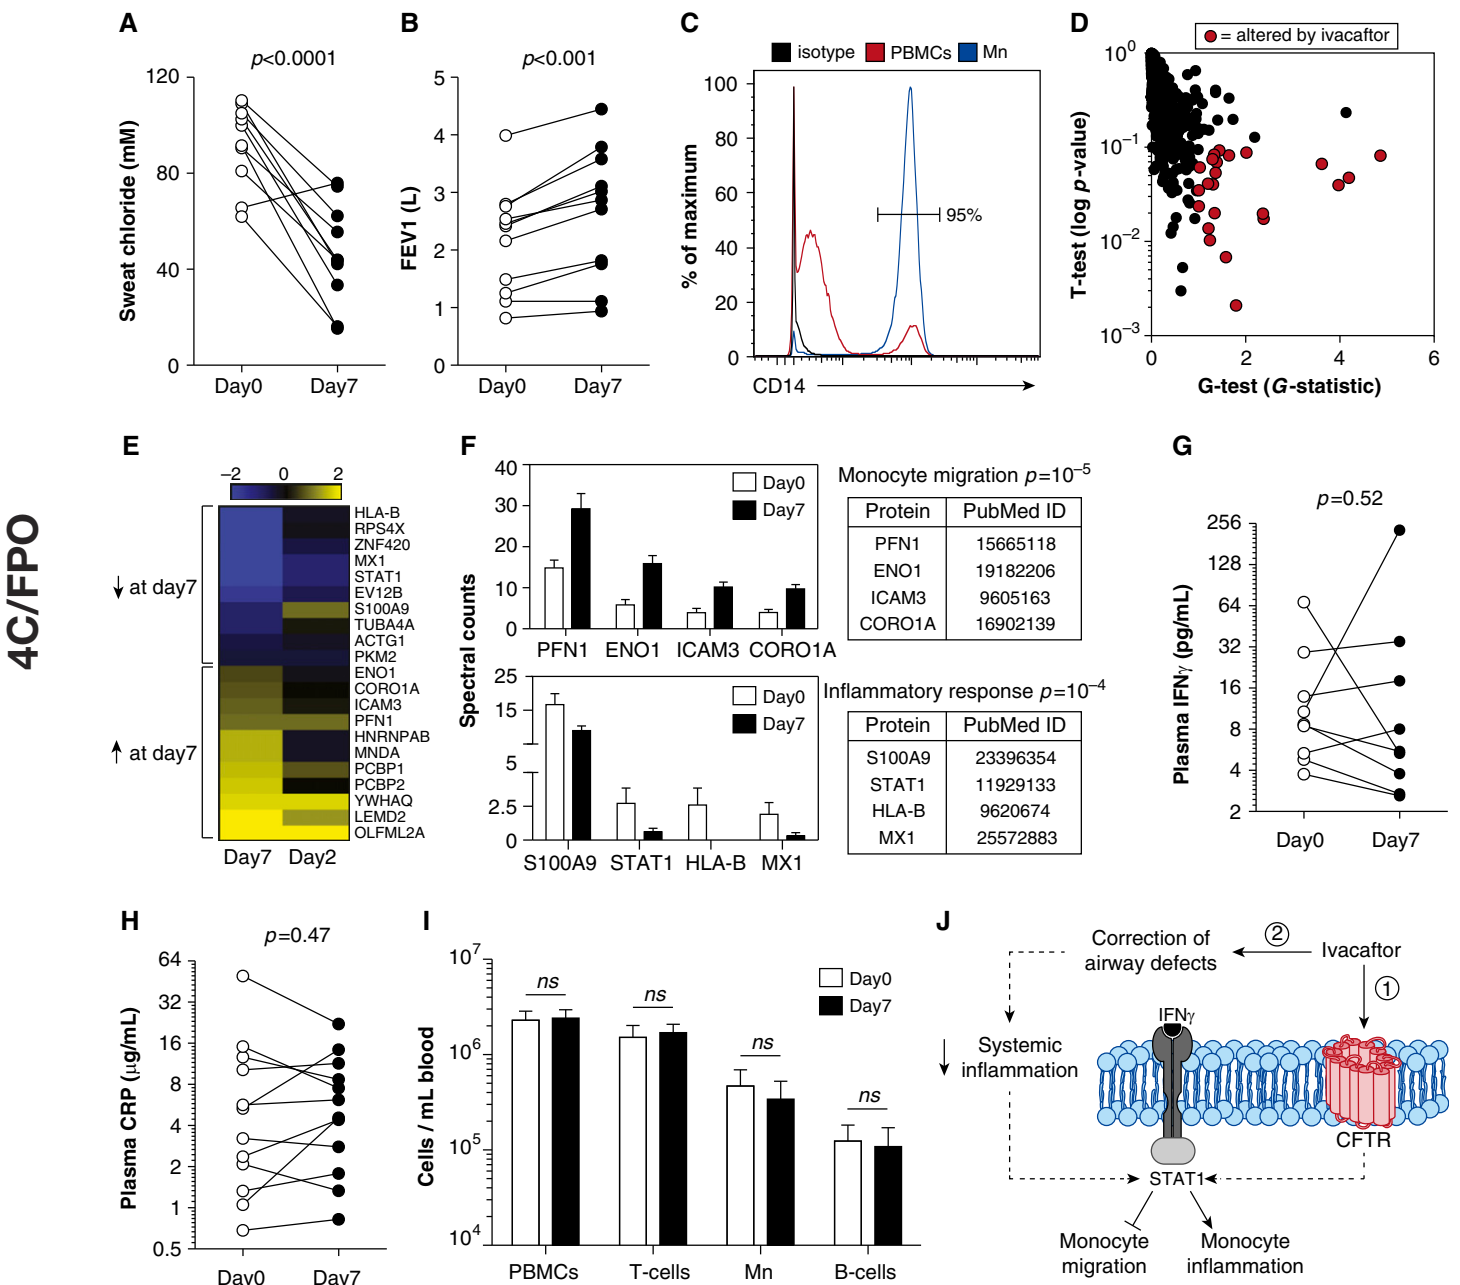 4C/FPO
A
p<0.0001
Sweat chloride (mM)
120
80
40
0
Day0 Day7
B
p<0.001
FEV1 (L)
5
4
3
2
1
0
Day0 Day7
C
isotype PBMCs Mn
% of maximum
100
80
60
40
20
0
95%
CD14
D
= altered by ivacaftor
T-test (log p-value)
10⁰
10⁻¹
10⁻²
10⁻³
0 2 4 6
G-test (G-statistic)
E
−2 0 2
↓ at day7
↑ at day7
HLA-B
RPS4X
ZNF420
MX1
STAT1
EV12B
S100A9
TUBA4A
ACTG1
PKM2
ENO1
CORO1A
ICAM3
PFN1
HNRNPAB
MNDA
PCBP1
PCBP2
YWHAQ
LEMD2
OLFML2A
Day7 Day2
F
Spectral counts
40
30
20
10
0
Day0
Day7
PFN1 ENO1 ICAM3 CORO1A
25
15
5
2.5
0
Day0
Day7
S100A9 STAT1 HLA-B MX1
Monocyte migration p=10⁻⁵
Protein PubMed ID
PFN1 15665118
ENO1 19182206
ICAM3 9605163
CORO1A 16902139
Inflammatory response p=10⁻⁴
Protein PubMed ID
S100A9 23396354
STAT1 11929133
HLA-B 9620674
MX1 25572883
G
p=0.52
Plasma IFNγ (pg/mL)
256
128
64
32
16
8
4
2
Day0 Day7
H
p=0.47
Plasma CRP (μg/mL)
64
32
16
8
4
2
1
0.5
Day0 Day7
I
Cells / mL blood
10⁷
10⁶
10⁵
10⁴
ns
ns
ns
ns
Day0
Day7
PBMCs T-cells Mn B-cells
J
Correction of
airway defects
2
Ivacaftor
1
IFNγ
↓ Systemic
inflammation
CFTR
STAT1
Monocyte
migration
Monocyte
inflammation